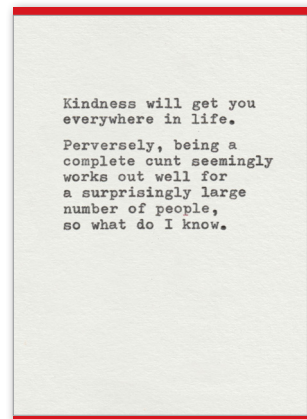 Kindness will get you
everywhere in life.
Perversely, being a
complete cunt seemingly
works out well for
a surprisingly large
number of people,
so what do I know.